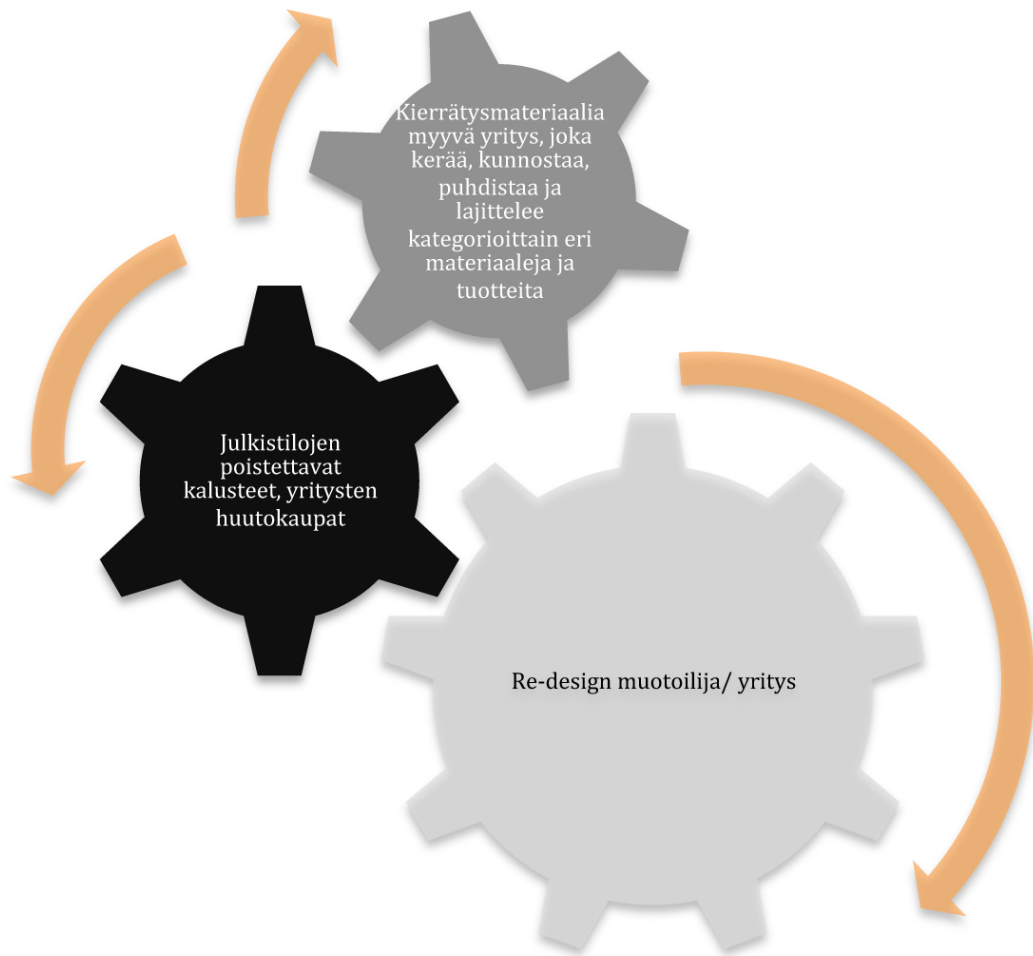 Kierrätysmateriaalia
myyvä yritys, joka
kerää, kunnostaa,
puhdistaa ja
lajittelee
kategorioittain eri
materiaaleja ja
tuotteita
Julkistilojen
poistettavat
kalusteet, yritysten
huutokaupat
Re-design muotoilija/ yritys